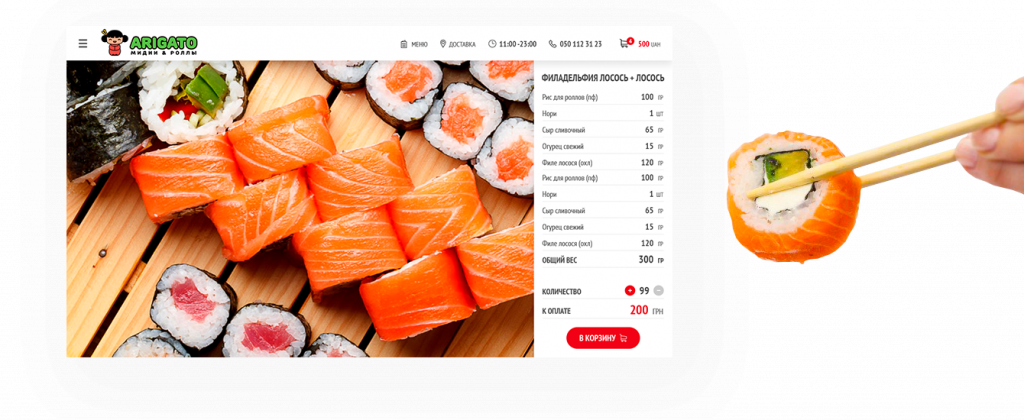 ARIGATO
МИДИИ & РОЛЛЫ
МЕНЮ
ДОСТАВКА
11:00 -23:00
050 112 31 23
4
500 UAH
ФИЛАДЕЛЬФИЯ ЛОСОСЬ + ЛОСОСЬ
Рис для роллов (пф) 100 ГР
Нори 1 ШТ
Сыр сливочный 65 ГР
Огурец свежий 15 ГР
Филе лосося (охл) 120 ГР
Рис для роллов (пф) 100 ГР
Нори 1 ШТ
Сыр сливочный 65 ГР
Огурец свежий 15 ГР
Филе лосося (охл) 120 ГР
ОБЩИЙ ВЕС 300 ГР
КОЛИЧЕСТВО + 99 −
К ОПЛАТЕ 200 ГРН
В КОРЗИНУ